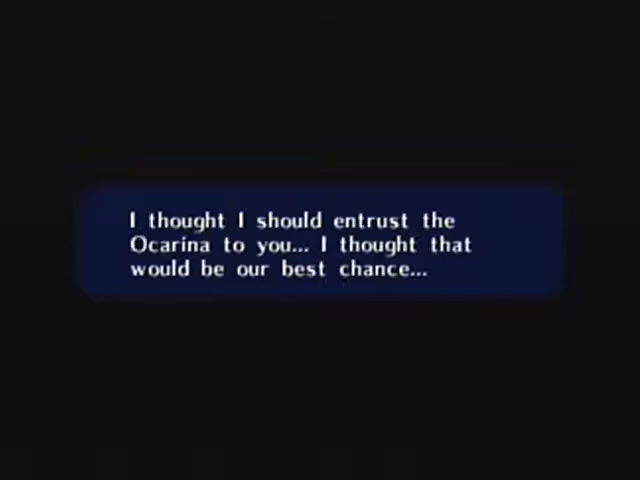 I thought I should entrust the
Ocarina to you... I thought that
would be our best chance...